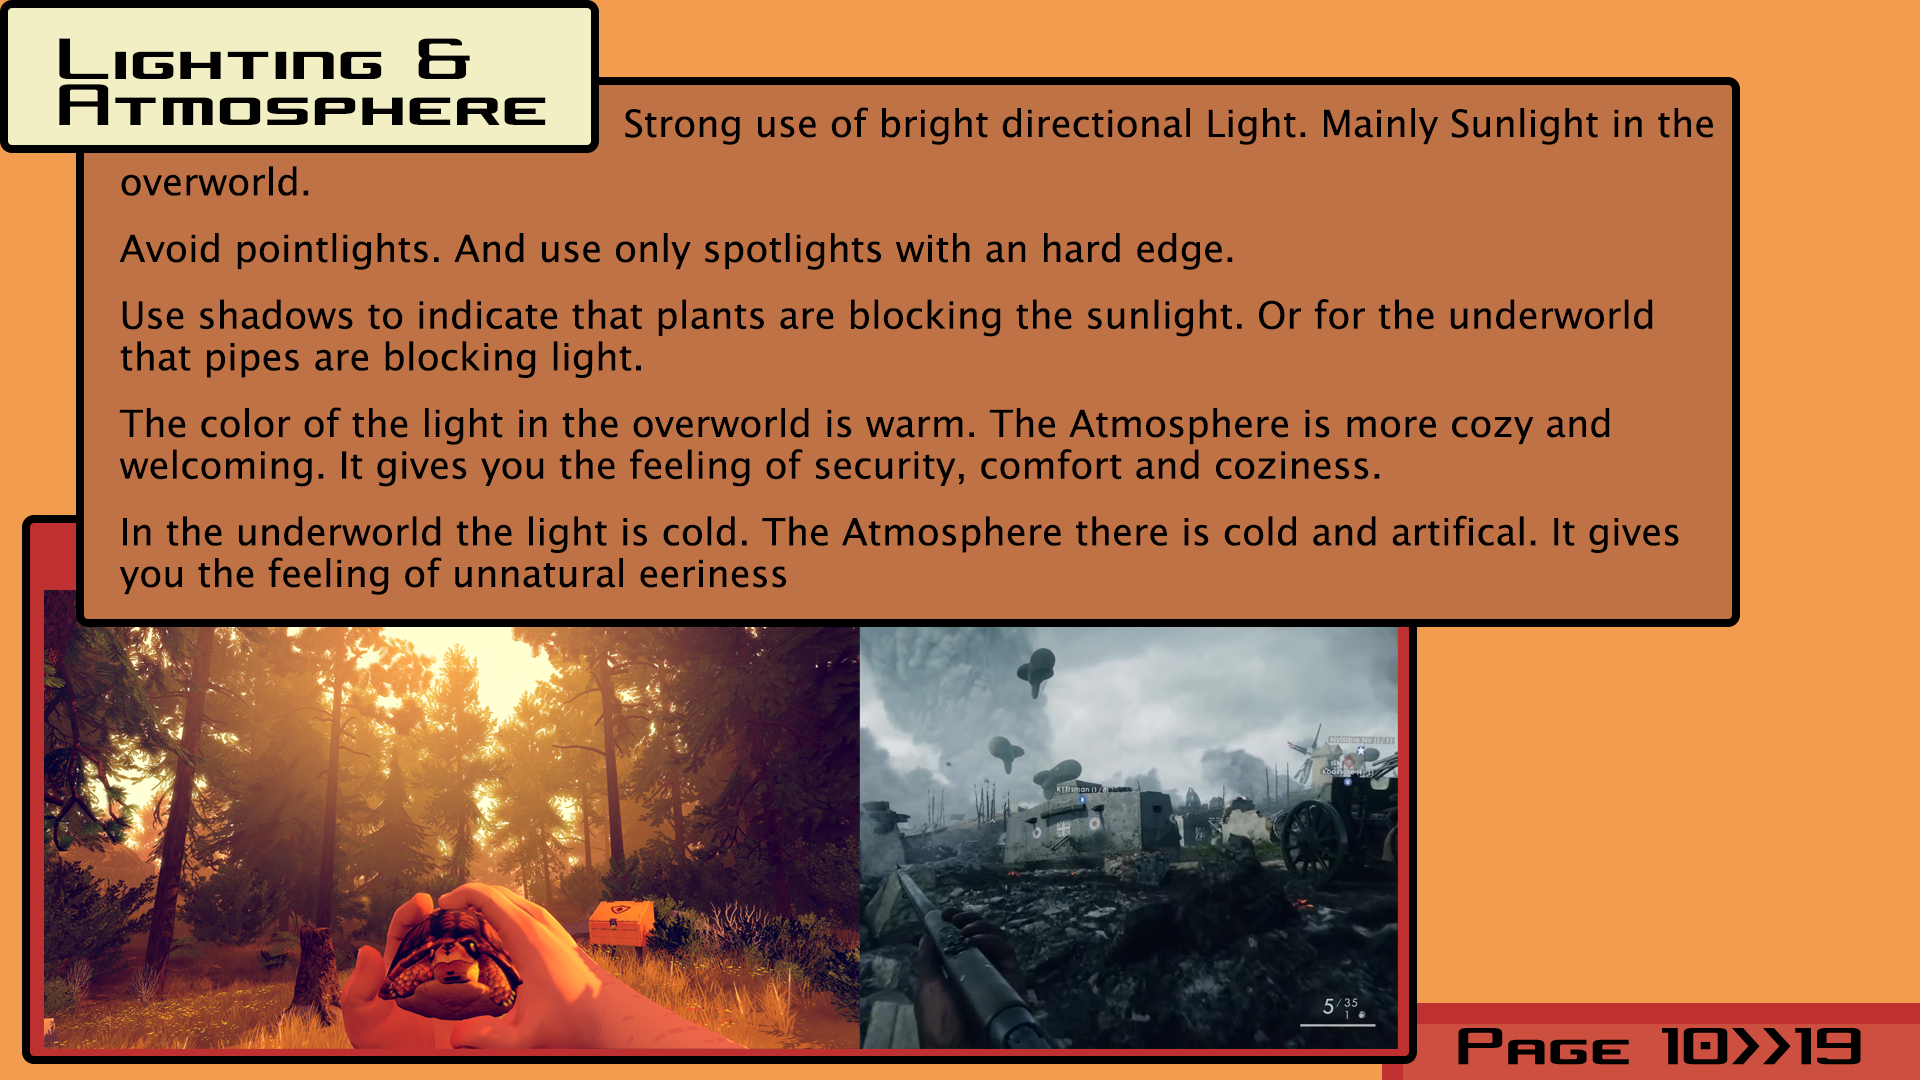 Lighting &
Atmosphere
Strong use of bright directional Light. Mainly Sunlight in the
overworld.
Avoid pointlights. And use only spotlights with an hard edge.
Use shadows to indicate that plants are blocking the sunlight. Or for the underworld
that pipes are blocking light.
The color of the light in the overworld is warm. The Atmosphere is more cozy and
welcoming. It gives you the feeling of security, comfort and coziness.
In the underworld the light is cold. The Atmosphere there is cold and artifical. It gives
you the feeling of unnatural eeriness
5/35
1
Page 10>>19